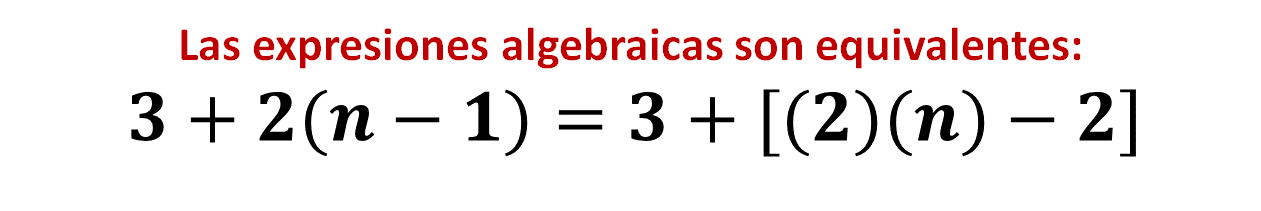 Las expresiones algebraicas son equivalentes:
3 + 2(n − 1) = 3 + [(2)(n) − 2]